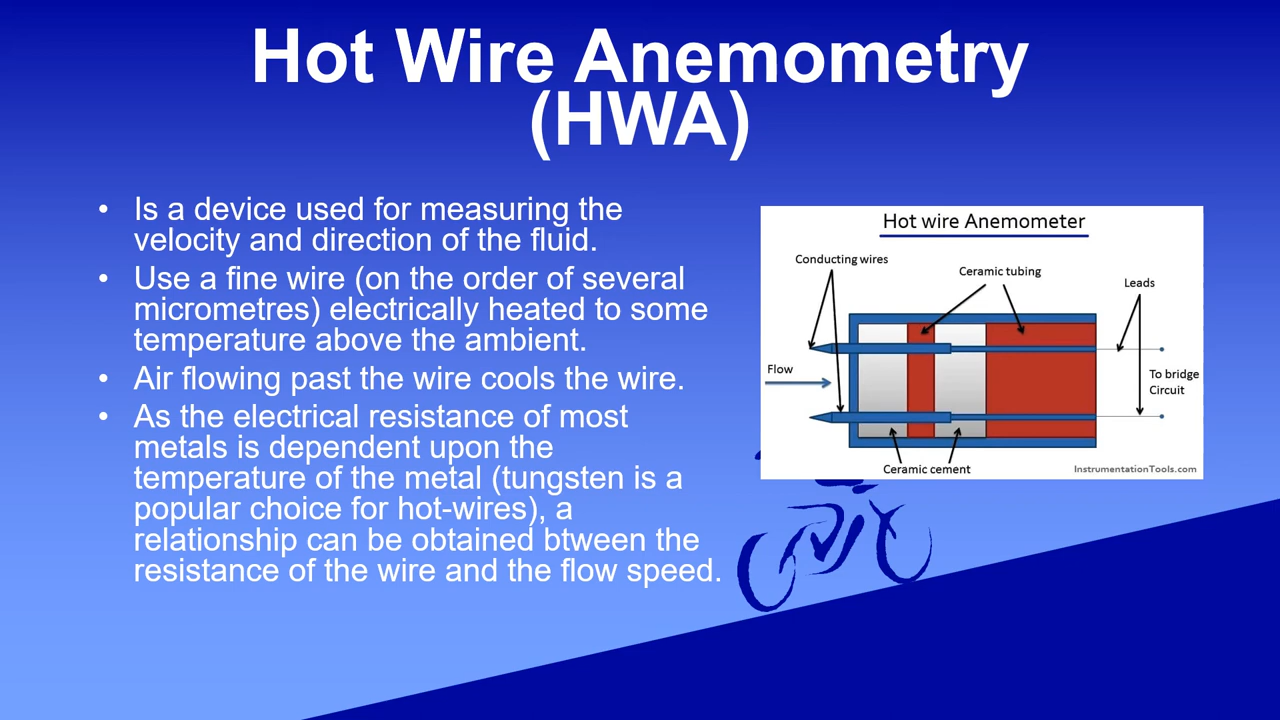 Hot Wire Anemometry
(HWA)
• Is a device used for measuring the
velocity and direction of the fluid.
• Use a fine wire (on the order of several
micrometres) electrically heated to some
temperature above the ambient.
• Air flowing past the wire cools the wire.
• As the electrical resistance of most
metals is dependent upon the
temperature of the metal (tungsten is a
popular choice for hot-wires), a
relationship can be obtained btween the
resistance of the wire and the flow speed.
Hot wire Anemometer
Conducting wires
Ceramic tubing
Leads
Flow
To bridge
Circuit
Ceramic cement
InstrumentationTools.com